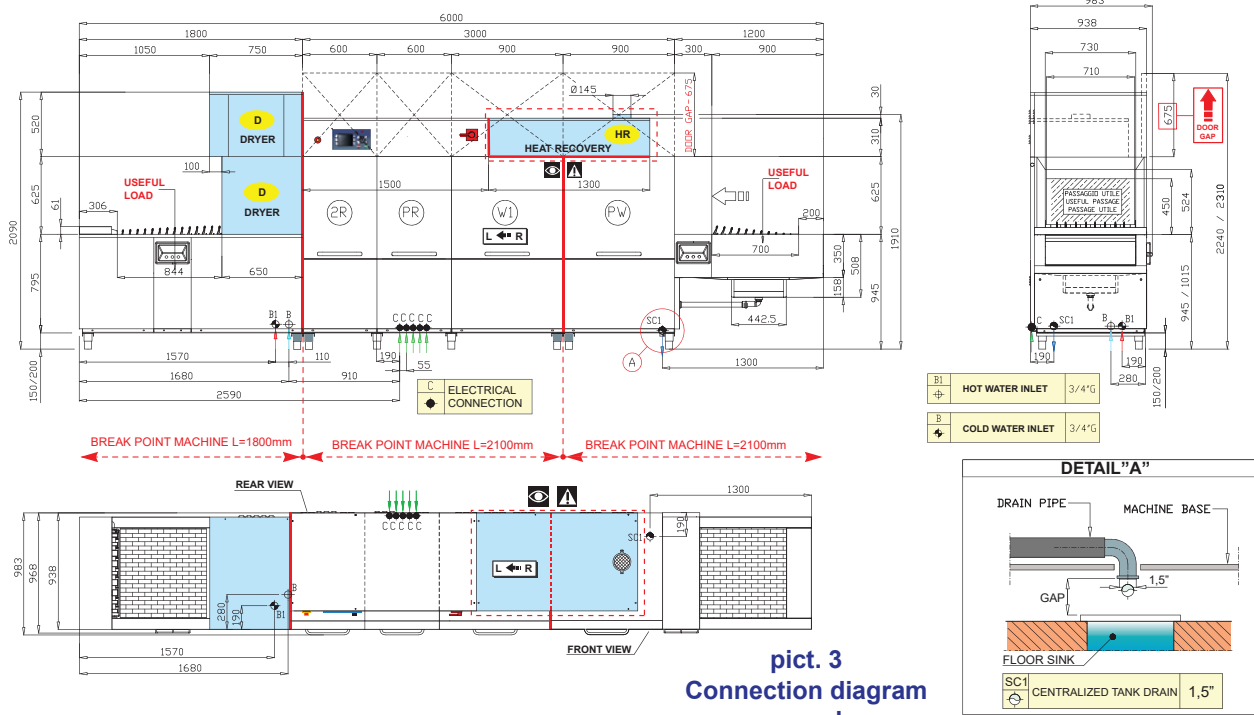 6000
983
1800 3000 1200
938
1050 750 600 600 900 900 300 900
730
710
Ø145
30
DOOR GAP-675
675
DOOR
GAP
520
D
DRYER
HR
HEAT RECOVERY
310
100
USEFUL
LOAD
1500 1300
USEFUL
LOAD
D
DRYER
625
625
2090
61
306
2R PR W1 PW
L R
200
1910
PASSAGGIO UTILE
USEFUL PASSAGE
PASSAGE UTILE
450
524
2240 / 2310
844 650
700
350
508
158
442.5
795
945
945 / 1015
B1 B
C C C C C
SC1
A
C SC1 B B1
150/200
1570 110 190 55
1300
190 190
280
150/200
1680 910
2590
C ELECTRICAL
CONNECTION
B1 HOT WATER INLET 3/4"G
B COLD WATER INLET 3/4"G
BREAK POINT MACHINE L=1800mm BREAK POINT MACHINE L=2100mm BREAK POINT MACHINE L=2100mm
REAR VIEW
1300
C C C C C
190
SC1
983
968
938
L R
B
280
190
B1
1570
1680
FRONT VIEW
pict. 3
Connection diagram
DETAIL"A"
DRAIN PIPE
MACHINE BASE
1,5"
GAP
FLOOR SINK
SC1 CENTRALIZED TANK DRAIN 1,5"